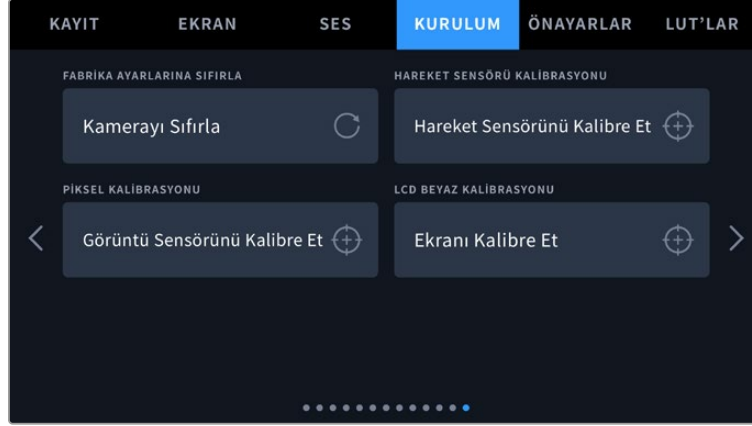 KAYIT EKRAN SES KURULUM ÖNAYARLAR LUT’LAR
FABRİKA AYARLARINA SIFIRLA HAREKET SENSÖRÜ KALİBRASYONU
Kamerayı Sıfırla Hareket Sensörünü Kalibre Et
PİKSEL KALİBRASYONU LCD BEYAZ KALİBRASYONU
Görüntü Sensörünü Kalibre Et Ekranı Kalibre Et